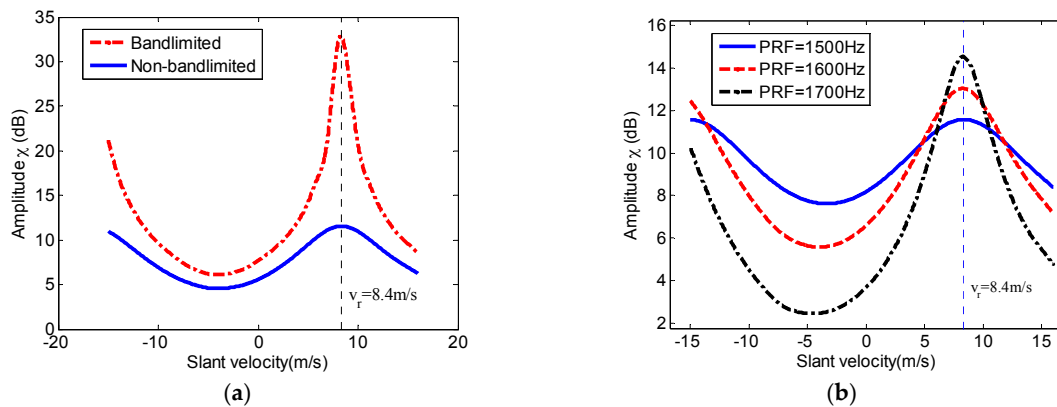 35
30
25
20
15
10
5
0
Amplitude χ (dB)
Bandlimited
Non-bandlimited
v_r=8.4m/s
-20 -10 0 10 20
Slant velocity(m/s)
(a)
16
14
12
10
8
6
4
2
Amplitude χ (dB)
PRF=1500Hz
PRF=1600Hz
PRF=1700Hz
v_r=8.4m/s
-15 -10 -5 0 5 10 15
Slant velocity(m/s)
(b)